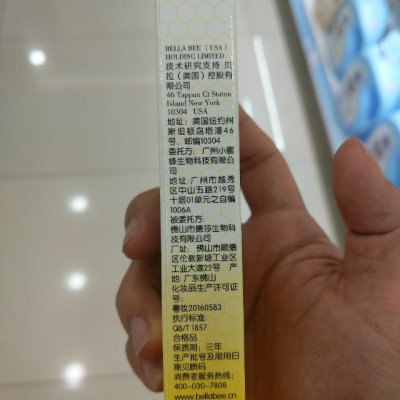 BELLA BEE （USA）
HOLDING LIMITED
技术研究支持:贝
拉（美国）控股有
限公司
46 Tappan Ct Staten
Island New York
10304   USA
地址：美国纽约州
斯坦顿岛塔潘46
号，邮编10304
委托方：广州小蜜
蜂生物科技有限公
司
地址:广州市越秀
区中山五路219号
十层01单元之自编
1006A
被委托方：
佛山市德莎生物科
技有限公司
厂址：佛山市顺德
区伦教新塘工业区
工业大道22号   产
地：广东佛山
化妆品生产许可证
号：
粤妆20160583
执行标准:
QB/T 1857
合格品
保质期：三年
生产批号及限用日
期见喷码
消费者服务热线：
400-030-7808
www.bellabee.cn